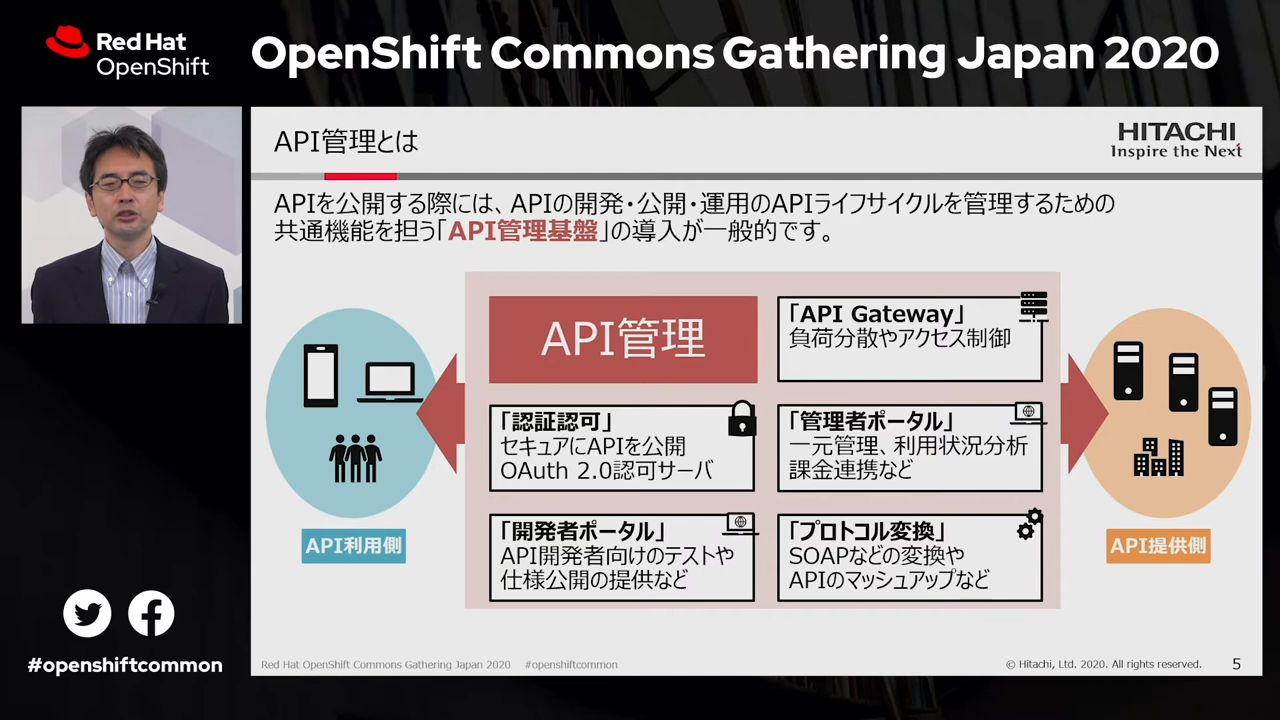 Red Hat
OpenShift
OpenShift Commons Gathering Japan 2020
API管理とは
HITACHI
Inspire the Next
APIを公開する際には、APIの開発・公開・運用のAPIライフサイクルを管理するための
共通機能を担う「API管理基盤」の導入が一般的です。
API管理
「API Gateway」
負荷分散やアクセス制御
「認証認可」
セキュアにAPIを公開
OAuth 2.0認可サーバ
「管理者ポータル」
一元管理、利用状況分析
課金連携など
「開発者ポータル」
API開発者向けのテストや
仕様公開の提供など
「プロトコル変換」
SOAPなどの変換や
APIのマッシュアップなど
API利用側
API提供側
#openshiftcommon
Red Hat OpenShift Commons Gathering Japan 2020 #openshiftcommon
© Hitachi, Ltd. 2020. All rights reserved.
5